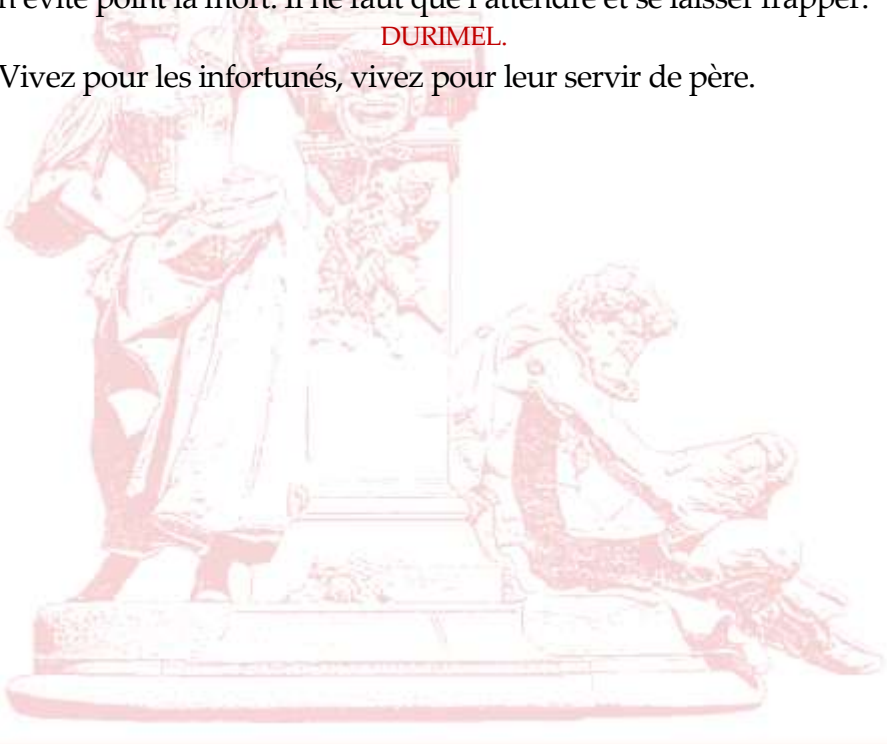 n'évite point la mort. Il ne faut que l'attendre et se laisser frapper.
DURIMEL.
Vivez pour les infortunés, vivez pour leur servir de père.